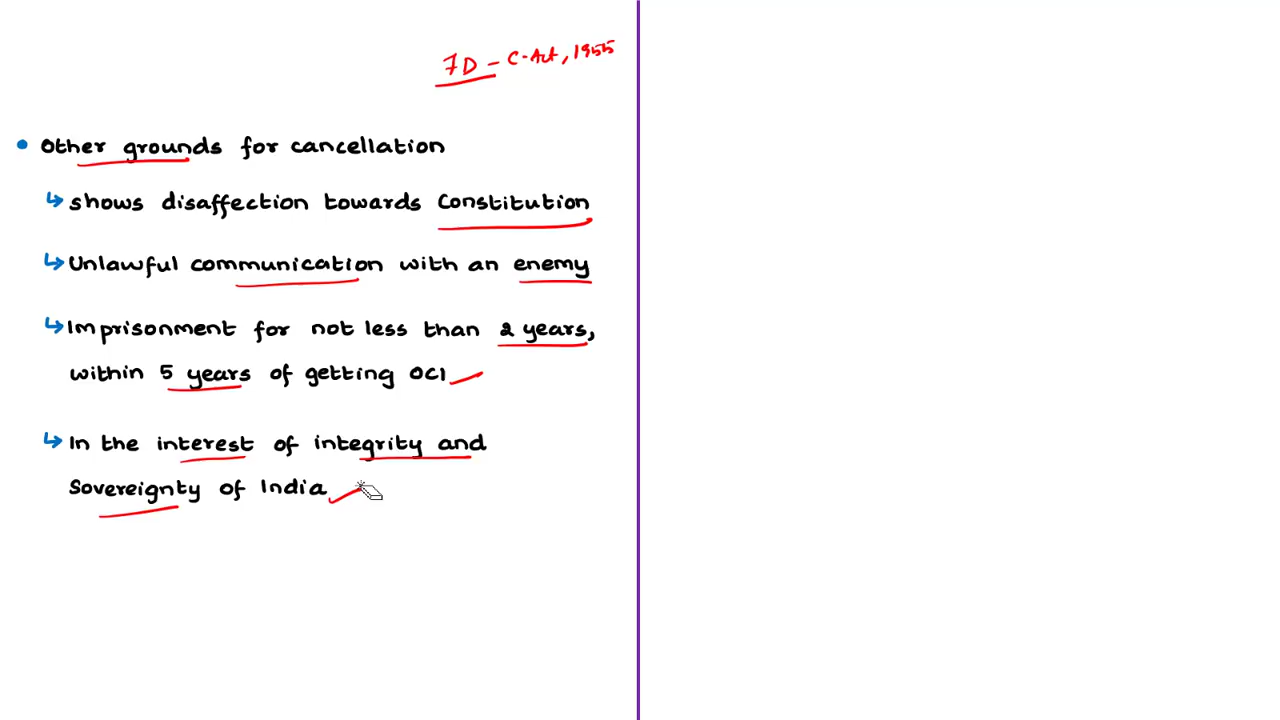 7D - C. Act, 1955
• Other grounds for cancellation
↳ shows disaffection towards Constitution
↳ Unlawful communication with an enemy
↳ Imprisonment for not less than 2 years,
within 5 years of getting OCI
↳ In the interest of integrity and
Sovereignty of India